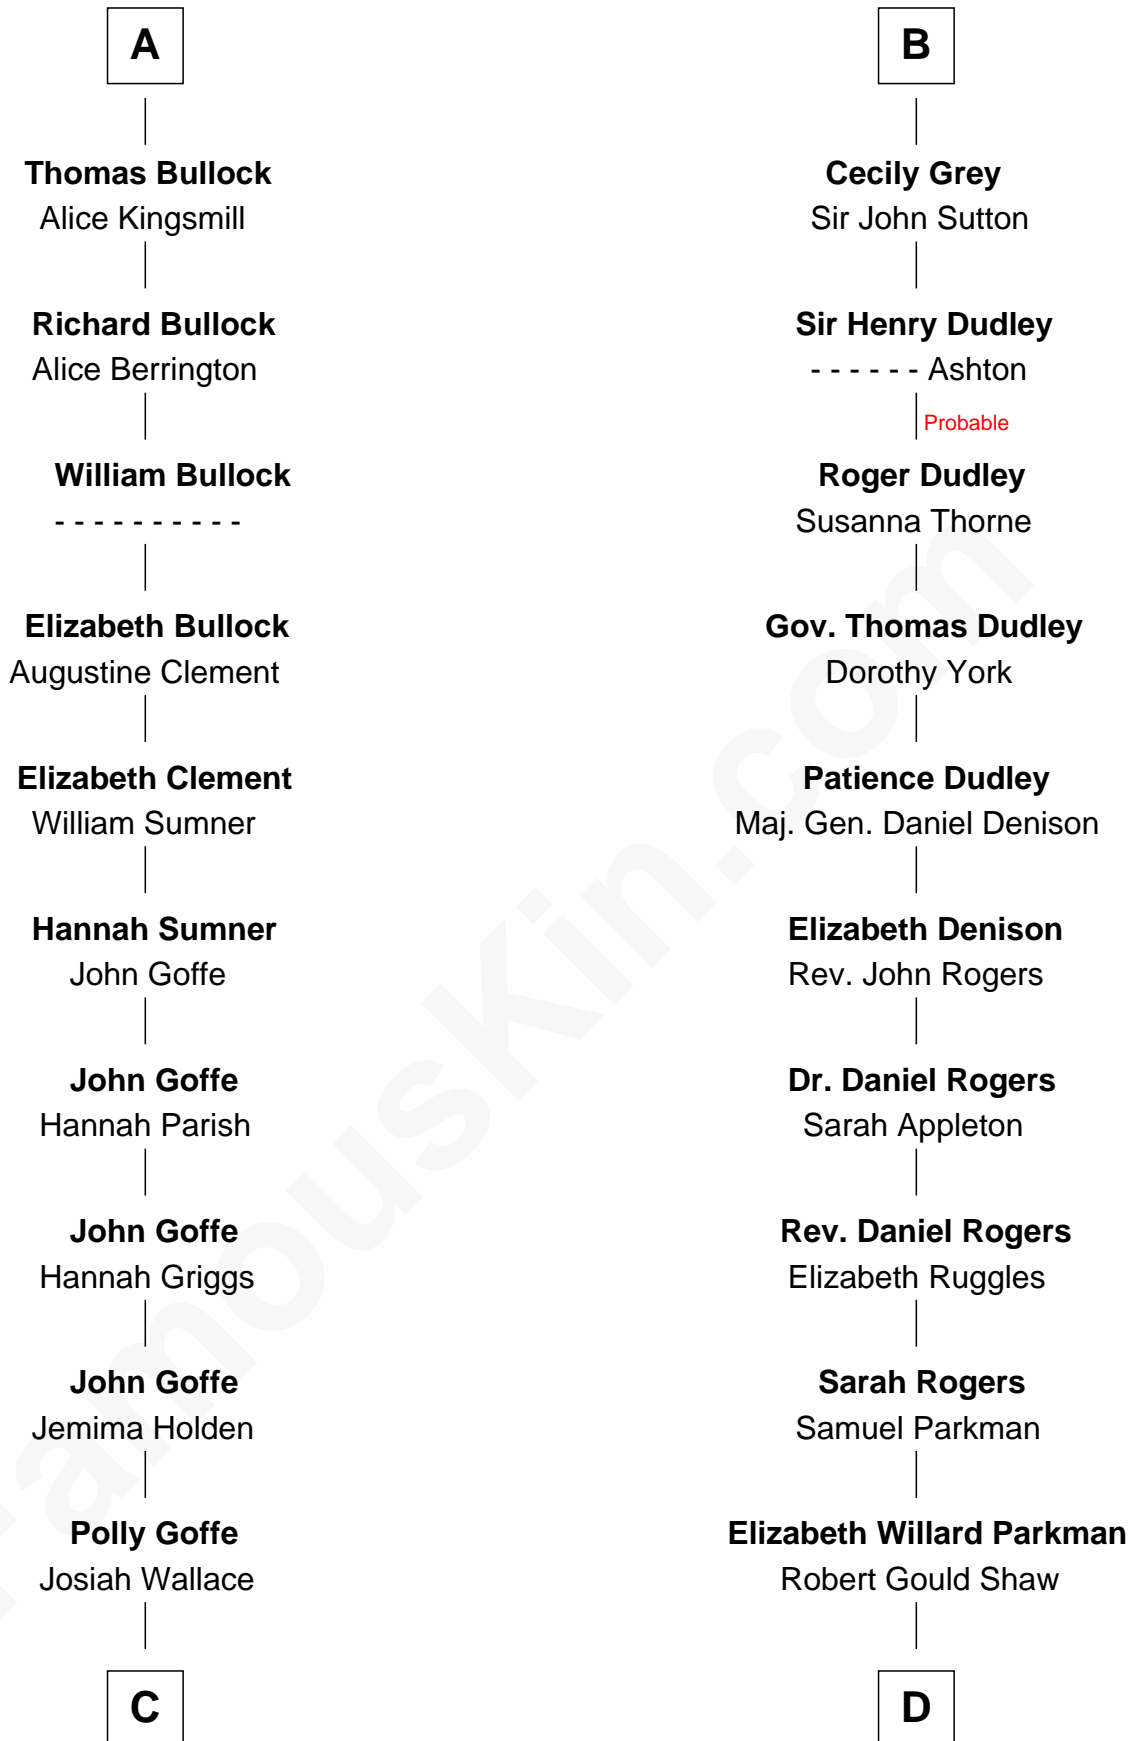 A
Thomas Bullock
Alice Kingsmill
Richard Bullock
Alice Berrington
William Bullock
- - - - - - - - - -
Elizabeth Bullock
Augustine Clement
Elizabeth Clement
William Sumner
Hannah Sumner
John Goffe
John Goffe
Hannah Parish
John Goffe
Hannah Griggs
John Goffe
Jemima Holden
Polly Goffe
Josiah Wallace
C
B
Cecily Grey
Sir John Sutton
Sir Henry Dudley
- - - - - - Ashton
Probable
Roger Dudley
Susanna Thorne
Gov. Thomas Dudley
Dorothy York
Patience Dudley
Maj. Gen. Daniel Denison
Elizabeth Denison
Rev. John Rogers
Dr. Daniel Rogers
Sarah Appleton
Rev. Daniel Rogers
Elizabeth Ruggles
Sarah Rogers
Samuel Parkman
Elizabeth Willard Parkman
Robert Gould Shaw
D
FamousKin.com